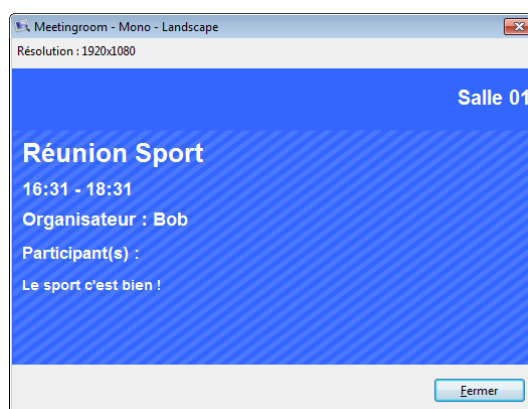 Meetingroom - Mono - Landscape
Résolution : 1920x1080
Salle 01
Réunion Sport
16:31 - 18:31
Organisateur : Bob
Participant(s) :
Le sport c'est bien !
Fermer